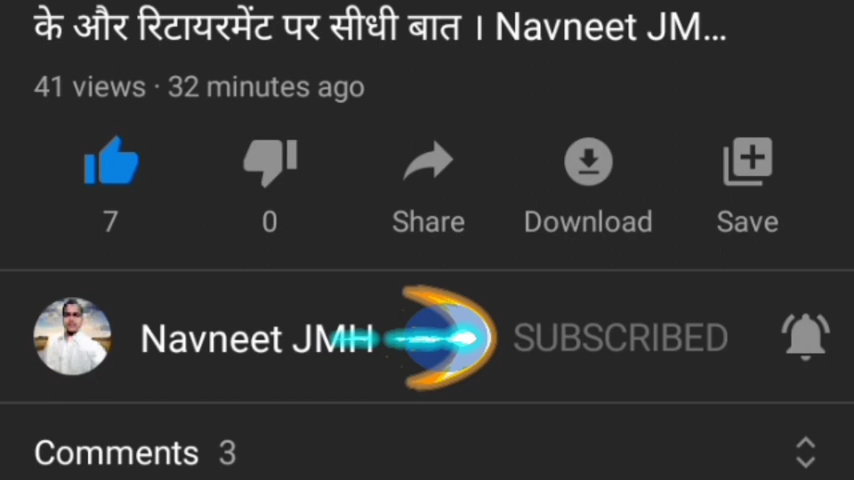 के और रिटायरमेंट पर सीधी बात । Navneet JM...
41 views · 32 minutes ago
7 0 Share Download Save
Navneet JMH SUBSCRIBED
Comments 3